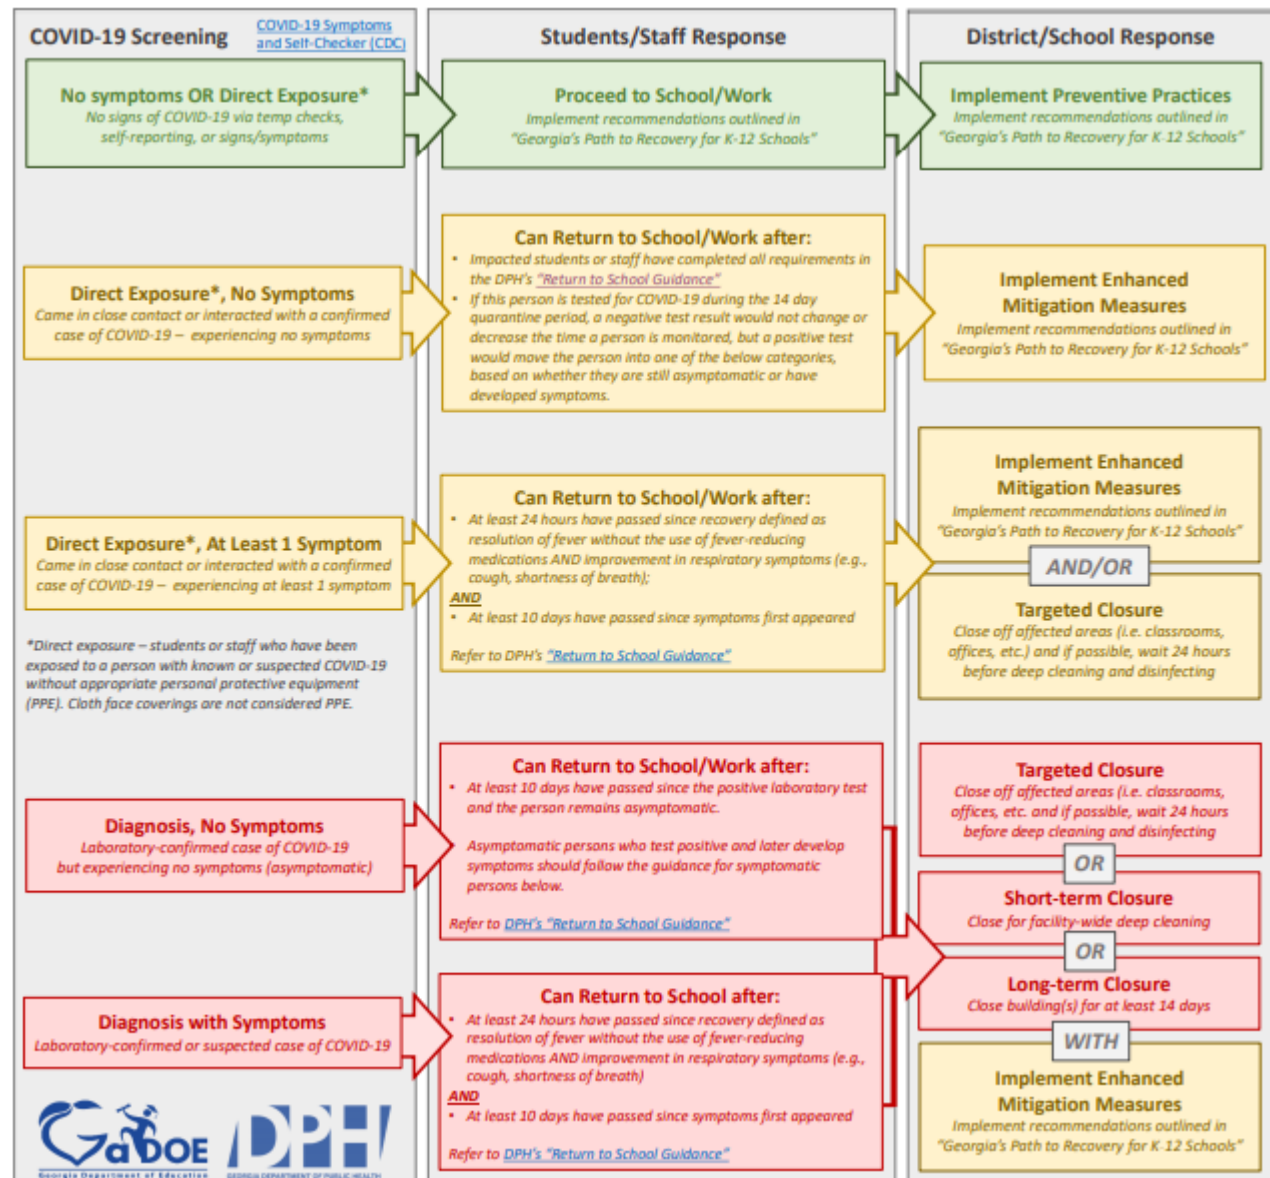 COVID-19 Screening
COVID-19 Symptoms
and Self-Checker (CDC)
Students/Staff Response
District/School Response
No symptoms OR Direct Exposure*
No signs of COVID-19 via temp checks,
self-reporting, or signs/symptoms
Proceed to School/Work
Implement recommendations outlined in
"Georgia's Path to Recovery for K-12 Schools"
Implement Preventive Practices
Implement recommendations outlined in
"Georgia's Path to Recovery for K-12 Schools"
Direct Exposure*, No Symptoms
Came in close contact or interacted with a confirmed
case of COVID-19 – experiencing no symptoms
Can Return to School/Work after:
• Impacted students or staff have completed all requirements in
the DPH's "Return to School Guidance"
• If this person is tested for COVID-19 during the 14 day
quarantine period, a negative test result would not change or
decrease the time a person is monitored, but a positive test
would move the person into one of the below categories,
based on whether they are still asymptomatic or have
developed symptoms.
Implement Enhanced
Mitigation Measures
Implement recommendations outlined in
"Georgia's Path to Recovery for K-12 Schools"
Direct Exposure*, At Least 1 Symptom
Came in close contact or interacted with a confirmed
case of COVID-19 – experiencing at least 1 symptom
*Direct exposure – students or staff who have been
exposed to a person with known or suspected COVID-19
without appropriate personal protective equipment
(PPE). Cloth face coverings are not considered PPE.
Can Return to School/Work after:
• At least 24 hours have passed since recovery defined as
resolution of fever without the use of fever-reducing
medications AND improvement in respiratory symptoms (e.g.,
cough, shortness of breath);
AND
• At least 10 days have passed since symptoms first appeared
Refer to DPH's "Return to School Guidance"
Implement Enhanced
Mitigation Measures
Implement recommendations outlined in
"Georgia's Path to Recovery for K-12 Schools"
AND/OR
Targeted Closure
Close off affected areas (i.e. classrooms,
offices, etc.) and if possible, wait 24 hours
before deep cleaning and disinfecting
Diagnosis, No Symptoms
Laboratory-confirmed case of COVID-19
but experiencing no symptoms (asymptomatic)
Can Return to School/Work after:
• At least 10 days have passed since the positive laboratory test
and the person remains asymptomatic.
Asymptomatic persons who test positive and later develop
symptoms should follow the guidance for symptomatic
persons below.
Refer to DPH's "Return to School Guidance"
Diagnosis with Symptoms
Laboratory-confirmed or suspected case of COVID-19
Can Return to School after:
• At least 24 hours have passed since recovery defined as
resolution of fever without the use of fever-reducing
medications AND improvement in respiratory symptoms (e.g.,
cough, shortness of breath)
AND
• At least 10 days have passed since symptoms first appeared
Refer to DPH's "Return to School Guidance"
Targeted Closure
Close off affected areas (i.e. classrooms,
offices, etc. and if possible, wait 24 hours
before deep cleaning and disinfecting
OR
Short-term Closure
Close for facility-wide deep cleaning
OR
Long-term Closure
Close building(s) for at least 14 days
WITH
Implement Enhanced
Mitigation Measures
Implement recommendations outlined in
"Georgia's Path to Recovery for K-12 Schools"
GaDOE
Georgia Department of Education
DPH
GEORGIA DEPARTMENT OF PUBLIC HEALTH